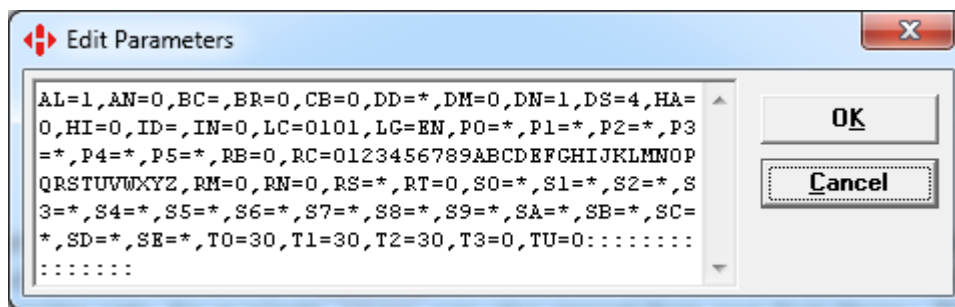 Edit Parameters
AL=1,AN=0,BC=,BR=0,CB=0,DD=*,DM=0,DN=1,DS=4,HA=
0,HI=0,ID=,IN=0,LC=0101,LG=EN,P0=*,P1=*,P2=*,P3
=*,P4=*,P5=*,RB=0,RC=0123456789ABCDEFGHIJKLMNOP
QRSTUVWXYZ,RM=0,RN=0,RS=*,RT=0,S0=*,S1=*,S2=*,S
3=*,S4=*,S5=*,S6=*,S7=*,S8=*,S9=*,SA=*,SB=*,SC=
*,SD=*,SE=*,T0=30,T1=30,T2=30,T3=0,TU=0:::::::::
:::::::
OK
Cancel